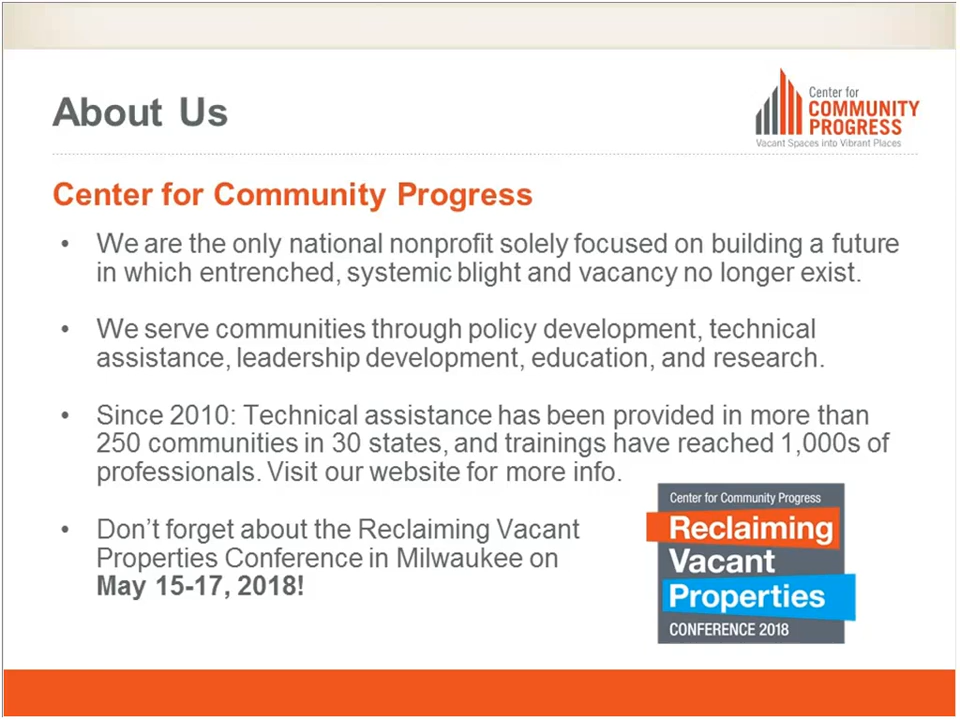 About Us
Center for
COMMUNITY
PROGRESS
Vacant Spaces into Vibrant Places
Center for Community Progress
• We are the only national nonprofit solely focused on building a future
in which entrenched, systemic blight and vacancy no longer exist.
• We serve communities through policy development, technical
assistance, leadership development, education, and research.
• Since 2010: Technical assistance has been provided in more than
250 communities in 30 states, and trainings have reached 1,000s of
professionals. Visit our website for more info.
• Don’t forget about the Reclaiming Vacant
Properties Conference in Milwaukee on
May 15-17, 2018!
Center for Community Progress
Reclaiming
Vacant
Properties
CONFERENCE 2018